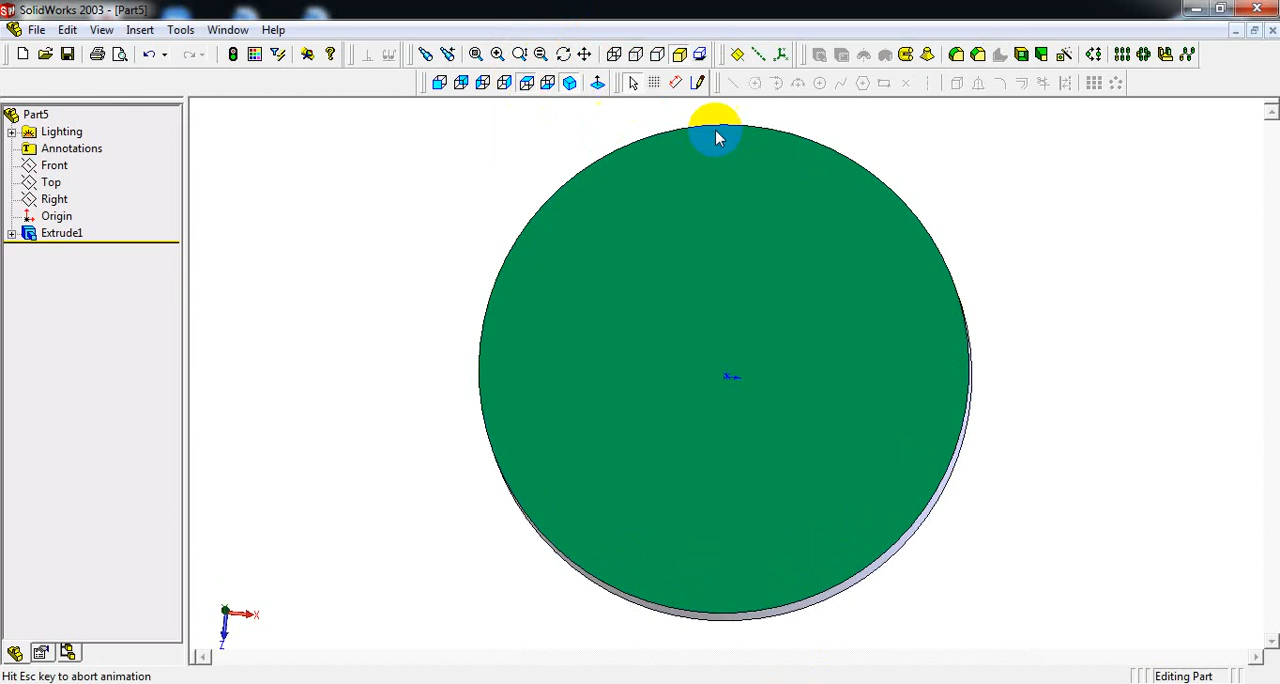 SolidWorks 2003 - [Part5]
File Edit View Insert Tools Window Help
Part5
Lighting
Annotations
Front
Top
Right
Origin
Extrude1
X
Z
Hit Esc key to abort animation
Editing Part